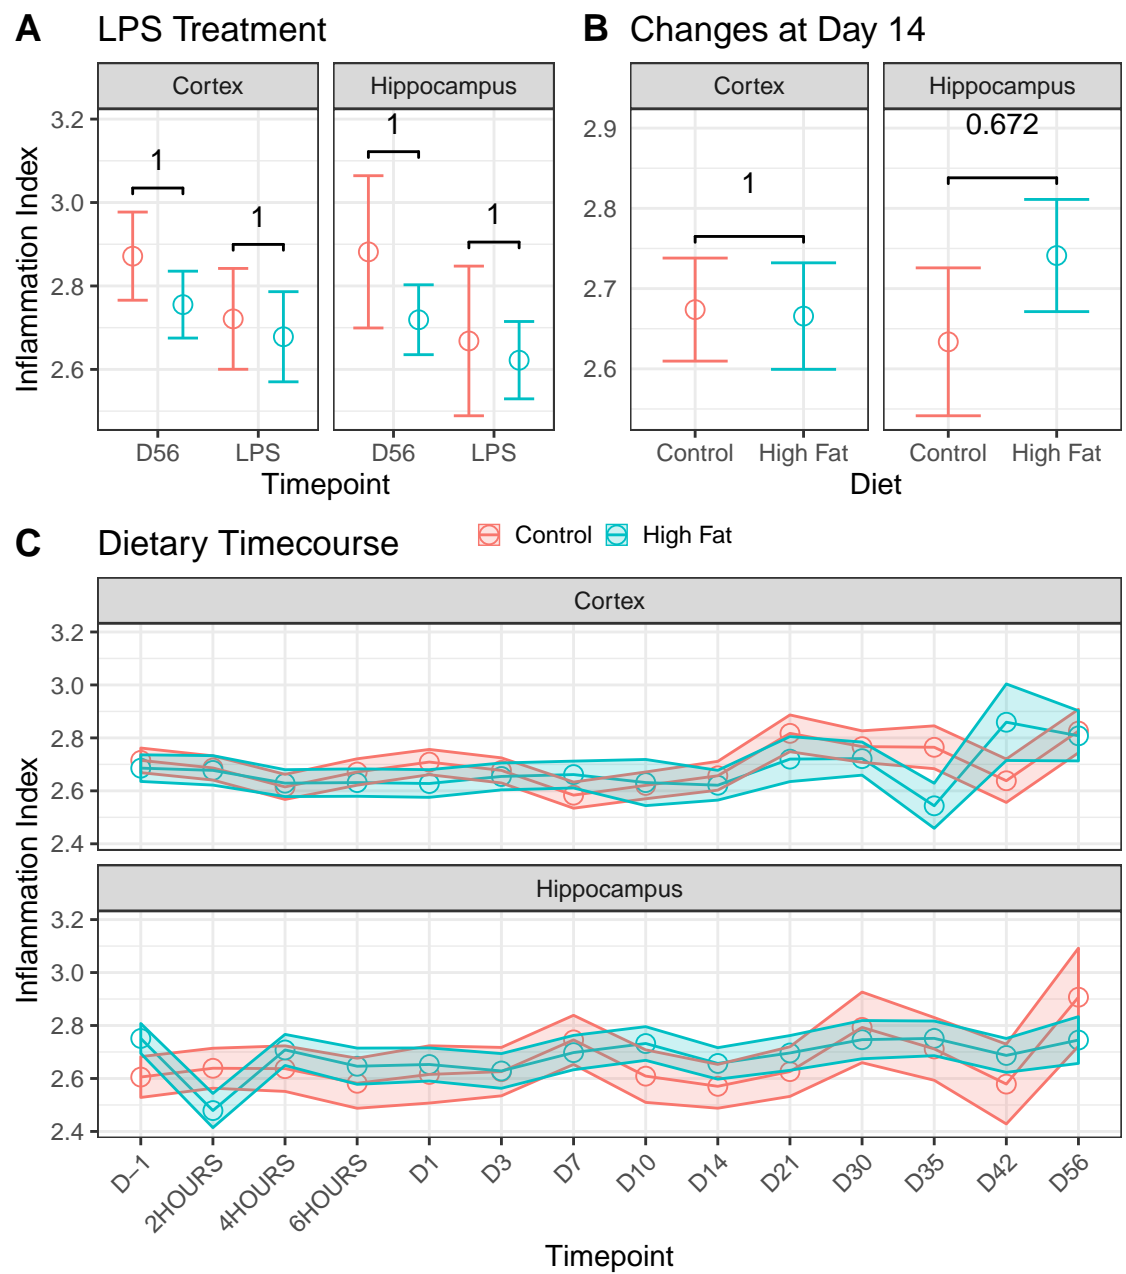 A LPS Treatment
Cortex
Hippocampus
3.2
3.0
2.8
2.6
Inflammation Index
1
1
1
1
D56
LPS
D56
LPS
Timepoint
B Changes at Day 14
Cortex
Hippocampus
2.9
2.8
2.7
2.6
1
0.672
Control
High Fat
Control
High Fat
Diet
C Dietary Timecourse
Control
High Fat
Cortex
3.2
3.0
2.8
2.6
2.4
Inflammation Index
Hippocampus
3.2
3.0
2.8
2.6
2.4
D−1
2HOURS
4HOURS
6HOURS
D1
D3
D7
D10
D14
D21
D30
D35
D42
D56
Timepoint